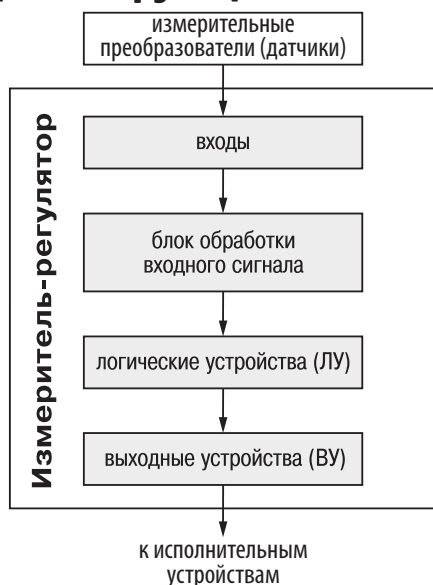 измерительные
преобразователи (датчики)
Измеритель-регулятор
входы
блок обработки
входного сигнала
логические устройства (ЛУ)
выходные устройства (ВУ)
к исполнительным
устройствам